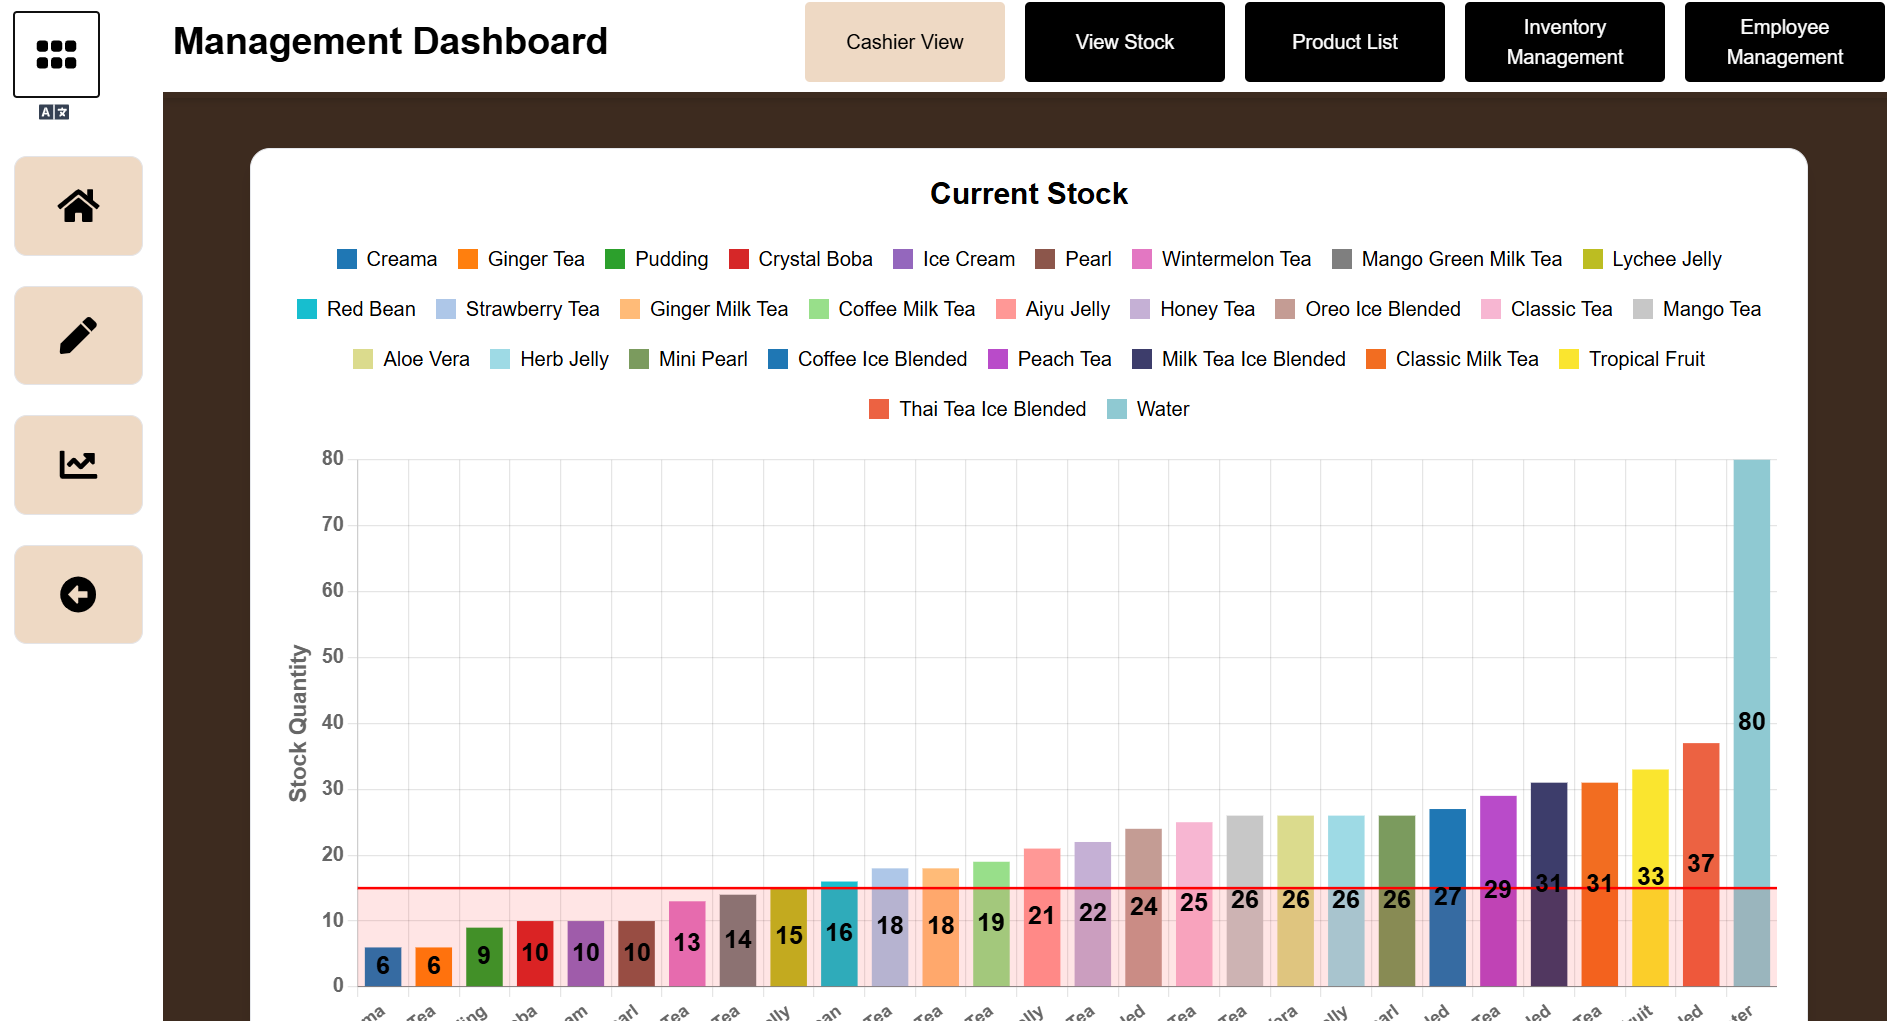 Management Dashboard
Cashier View
View Stock
Product List
Inventory
Management
Employee
Management
A 文
Current Stock
Creama Ginger Tea Pudding Crystal Boba Ice Cream Pearl Wintermelon Tea Mango Green Milk Tea Lychee Jelly
Red Bean Strawberry Tea Ginger Milk Tea Coffee Milk Tea Aiyu Jelly Honey Tea Oreo Ice Blended Classic Tea Mango Tea
Aloe Vera Herb Jelly Mini Pearl Coffee Ice Blended Peach Tea Milk Tea Ice Blended Classic Milk Tea Tropical Fruit
Thai Tea Ice Blended Water
Stock Quantity
80
70
60
50
40
30
20
10
0
6 6 9 10 10 10 13 14 15 16 18 18 19 21 22 24 25 26 26 26 26 27 29 31 31 33 37 80